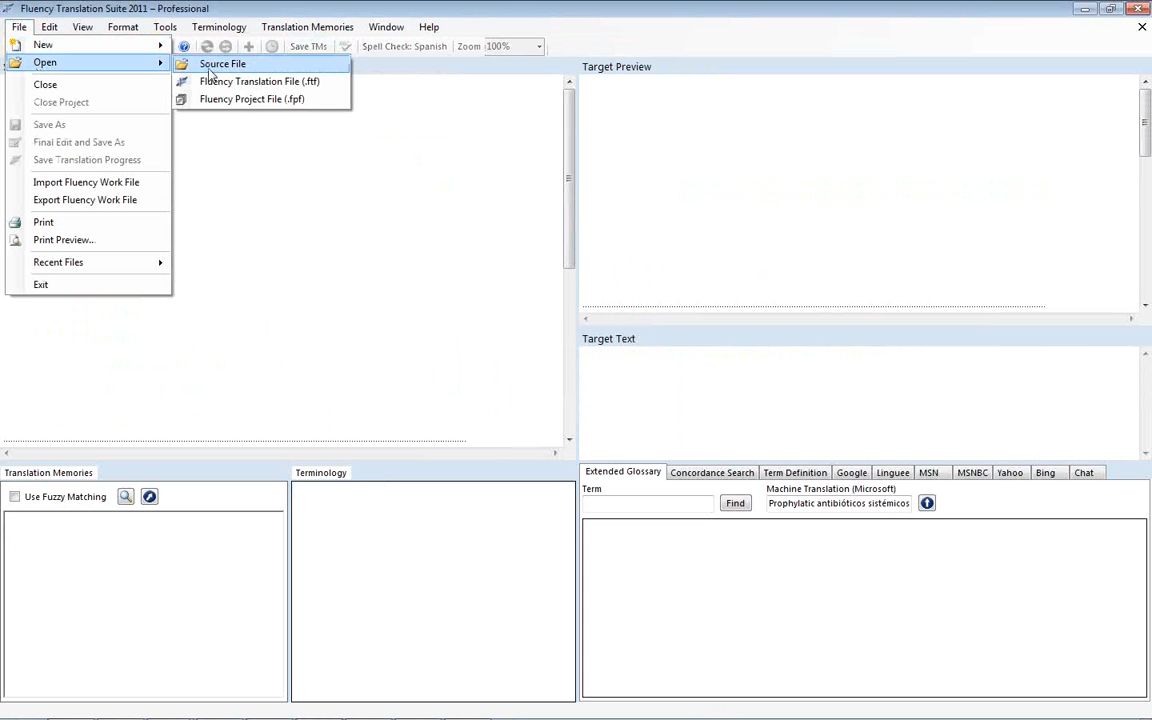 Fluency Translation Suite 2011 – Professional
File Edit View Format Tools Terminology Translation Memories Window Help
New
Open
Close
Close Project
Save As
Final Edit and Save As
Save Translation Progress
Import Fluency Work File
Export Fluency Work File
Print
Print Preview...
Recent Files
Exit
Source File
Fluency Translation File (.ftf)
Fluency Project File (.fpf)
Save TMs Spell Check: Spanish Zoom 100%
Target Preview
Target Text
Translation Memories
Use Fuzzy Matching
Terminology
Extended Glossary Concordance Search Term Definition Google Linguee MSN MSNBC Yahoo Bing Chat
Term Machine Translation (Microsoft)
Find Prophylatic antibióticos sistémicos